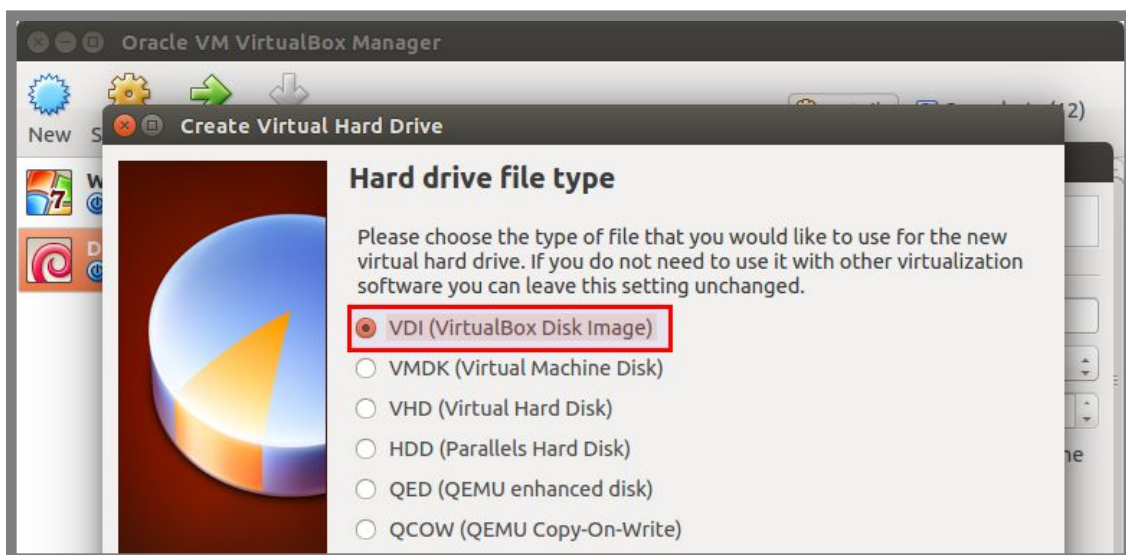 Oracle VM VirtualBox Manager
New
Create Virtual Hard Drive
Hard drive file type
Please choose the type of file that you would like to use for the new
virtual hard drive. If you do not need to use it with other virtualization
software you can leave this setting unchanged.
VDI (VirtualBox Disk Image)
VMDK (Virtual Machine Disk)
VHD (Virtual Hard Disk)
HDD (Parallels Hard Disk)
QED (QEMU enhanced disk)
QCOW (QEMU Copy-On-Write)